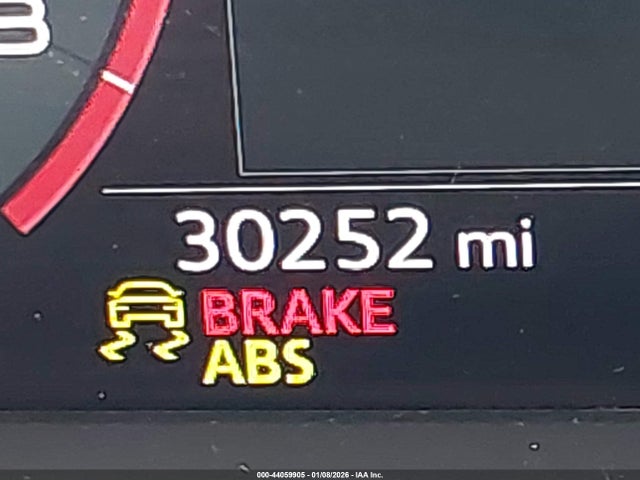 30252 mi
BRAKE
ABS
000-44059905 - 01/08/2026 - IAA Inc.